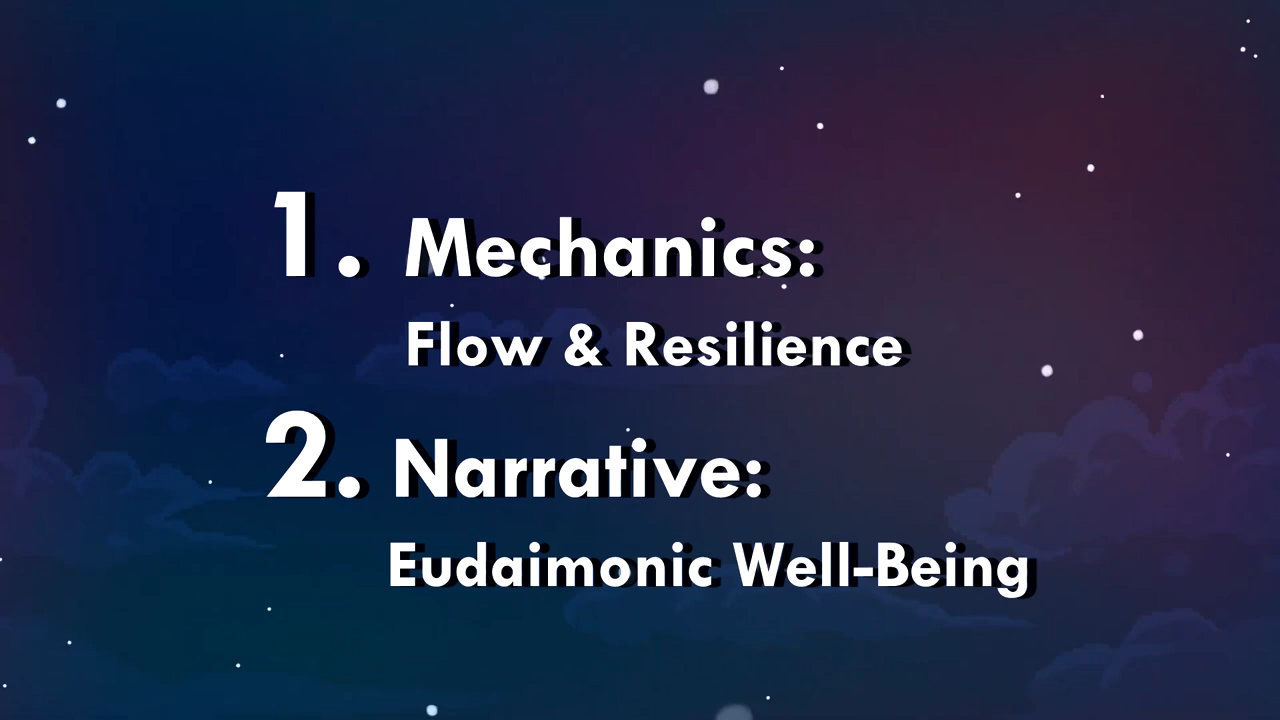 1. Mechanics:
Flow & Resilience
2. Narrative:
Eudaimonic Well-Being